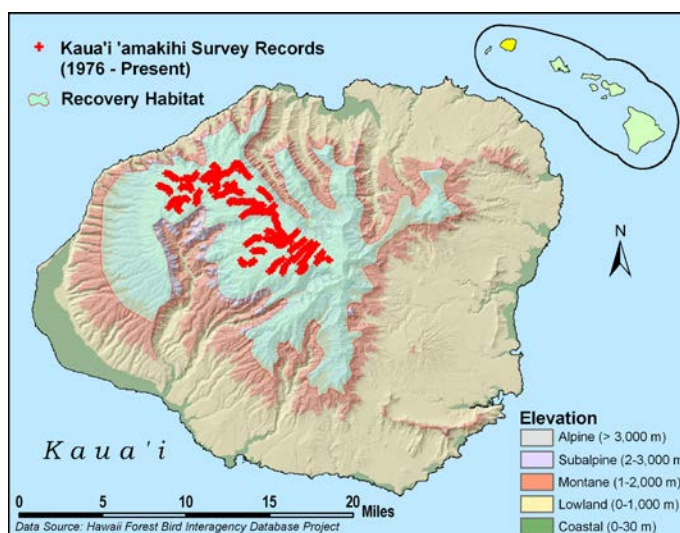 Kaua'i 'amakihi Survey Records
(1976 - Present)
Recovery Habitat
N
Kaua'i
Elevation
Alpine (> 3,000 m)
Subalpine (2-3,000 m)
Montane (1-2,000 m)
Lowland (0-1,000 m)
Coastal (0-30 m)
0 5 10 15 20
Miles
Data Source: Hawaii Forest Bird Interagency Database Project